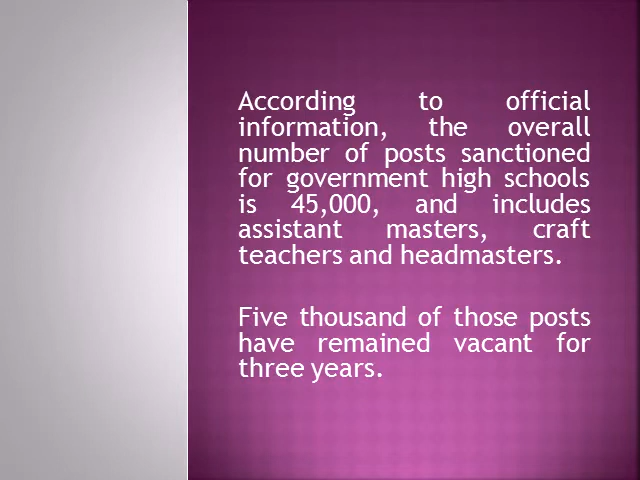 According to official
information, the overall
number of posts sanctioned
for government high schools
is 45,000, and includes
assistant masters, craft
teachers and headmasters.
Five thousand of those posts
have remained vacant for
three years.